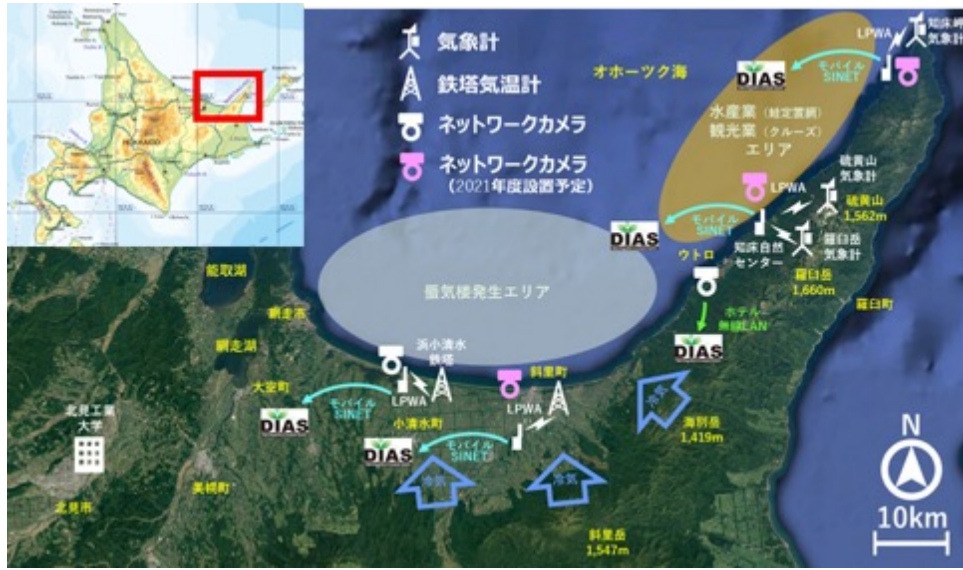 HOKKAIDO
気象計
鉄塔気温計
ネットワークカメラ
ネットワークカメラ
（2021年度設置予定）
オホーツク海
LPWA
知床岬
気象計
モバイル
SINET
DIAS
水産業（鮭定置網）
観光業（クルーズ）
エリア
LPWA
硫黄山
気象計
硫黄山
1,562m
モバイル
SINET
DIAS
知床自然
センター
羅臼岳
気象計
ウトロ
羅臼岳
1,660m
羅臼町
ホテル
無線LAN
DIAS
蜃気楼発生エリア
能取湖
網走市
網走湖
浜小清水
鉄塔
LPWA
斜里町
LPWA
大空町
モバイル
SINET
DIAS
小清水町
モバイル
SINET
DIAS
冷気
冷気
冷気
海別岳
1,419m
北見工業
大学
北見市
美幌町
斜里岳
1,547m
N
10km